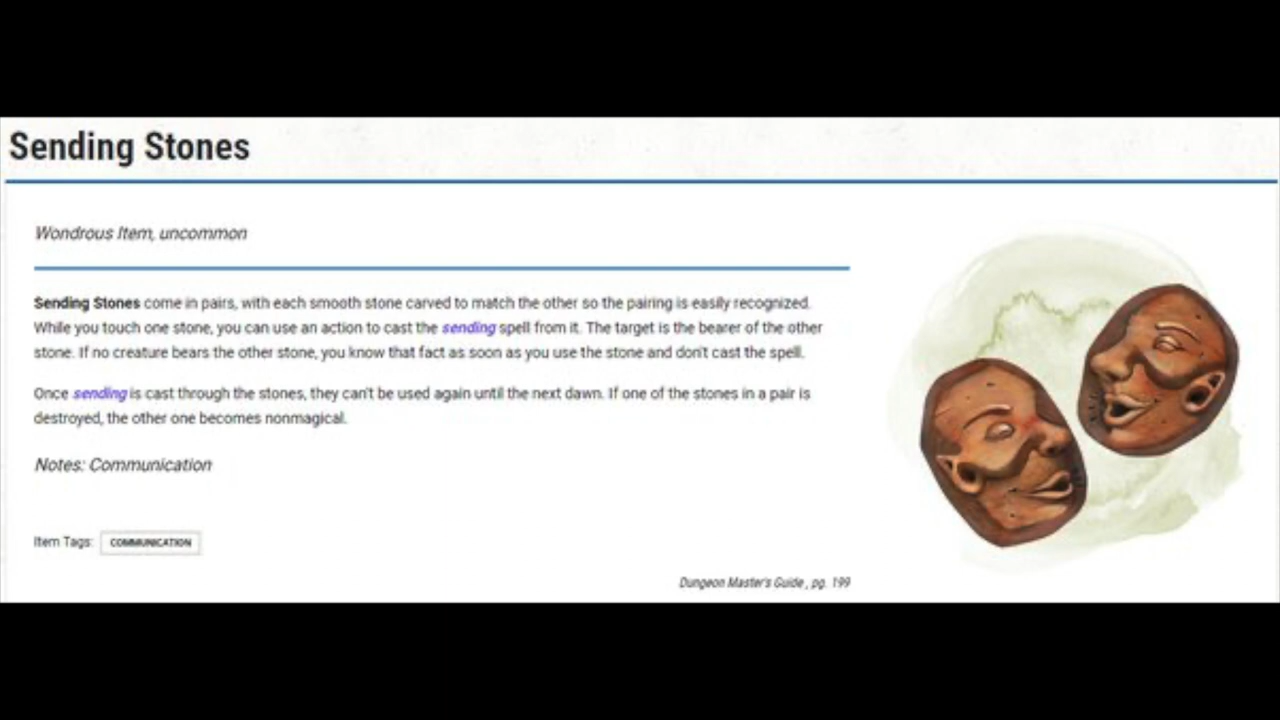 Sending Stones
Wondrous Item, uncommon
Sending Stones come in pairs, with each smooth stone carved to match the other so the pairing is easily recognized.
While you touch one stone, you can use an action to cast the sending spell from it. The target is the bearer of the other
stone. If no creature bears the other stone, you know that fact as soon as you use the stone and don't cast the spell.
Once sending is cast through the stones, they can't be used again until the next dawn. If one of the stones in a pair is
destroyed, the other one becomes nonmagical.
Notes: Communication
Item Tags: COMMUNICATION
Dungeon Master's Guide , pg. 199